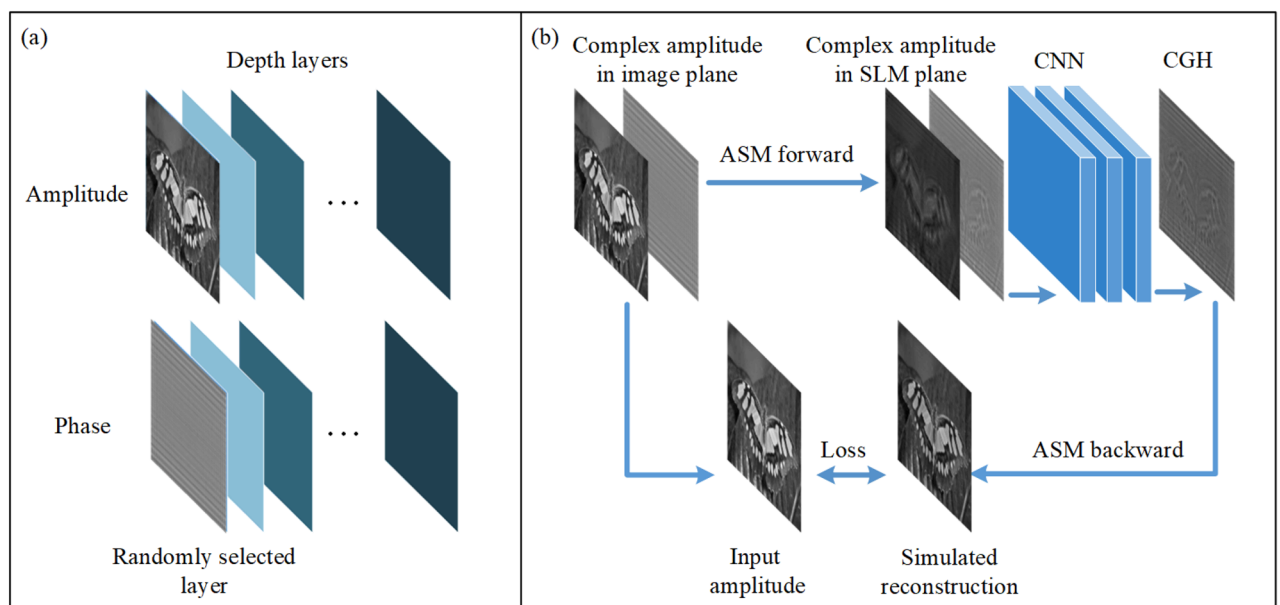 (a)
Depth layers
Amplitude
...
Phase
...
Randomly selected
layer
(b)
Complex amplitude
in image plane
Complex amplitude
in SLM plane
CNN
CGH
ASM forward
Loss
ASM backward
Input
amplitude
Simulated
reconstruction